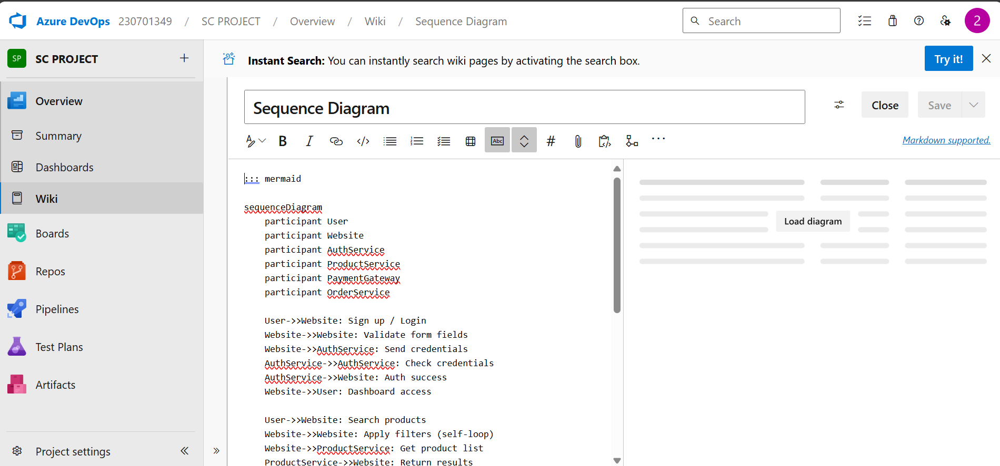 Azure DevOps 230701349 / SC PROJECT / Overview / Wiki / Sequence Diagram
Search
2
SP SC PROJECT
Instant Search: You can instantly search wiki pages by activating the search box.
Try it!
Overview
Summary
Dashboards
Wiki
Boards
Repos
Pipelines
Test Plans
Artifacts
Project settings
Sequence Diagram
Close
Save
B I </> Abc # ...
Markdown supported.
::: mermaid
sequenceDiagram
participant User
participant Website
participant AuthService
participant ProductService
participant PaymentGateway
participant OrderService
User->>Website: Sign up / Login
Website->>Website: Validate form fields
Website->>AuthService: Send credentials
AuthService->>AuthService: Check credentials
AuthService->>Website: Auth success
Website->>User: Dashboard access
User->>Website: Search products
Website->>Website: Apply filters (self-loop)
Website->>ProductService: Get product list
ProductService->>Website: Return results
Load diagram